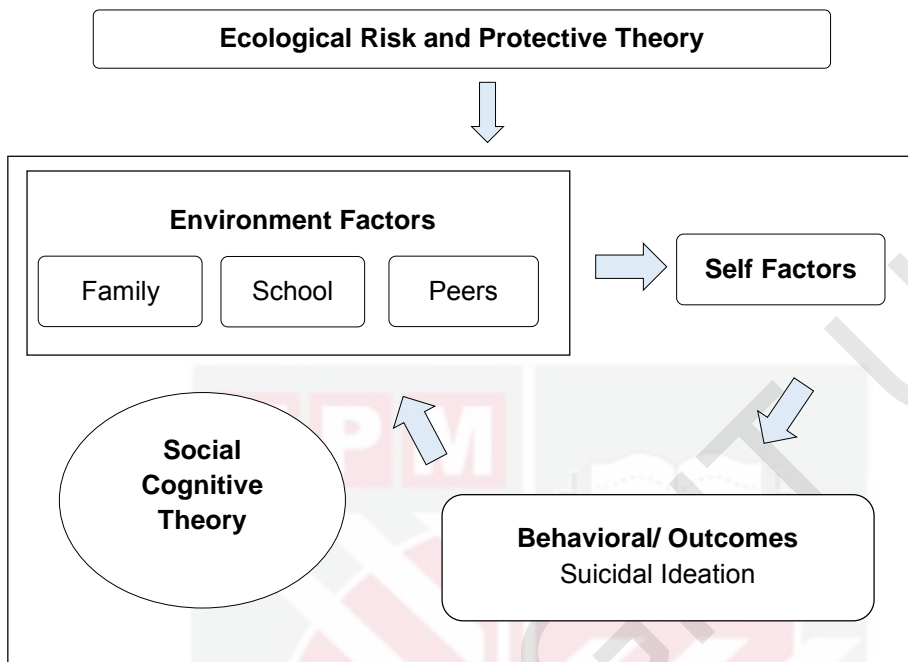 Ecological Risk and Protective Theory
Environment Factors
Family
School
Peers
Self Factors
Social
Cognitive
Theory
Behavioral/ Outcomes
Suicidal Ideation
PM